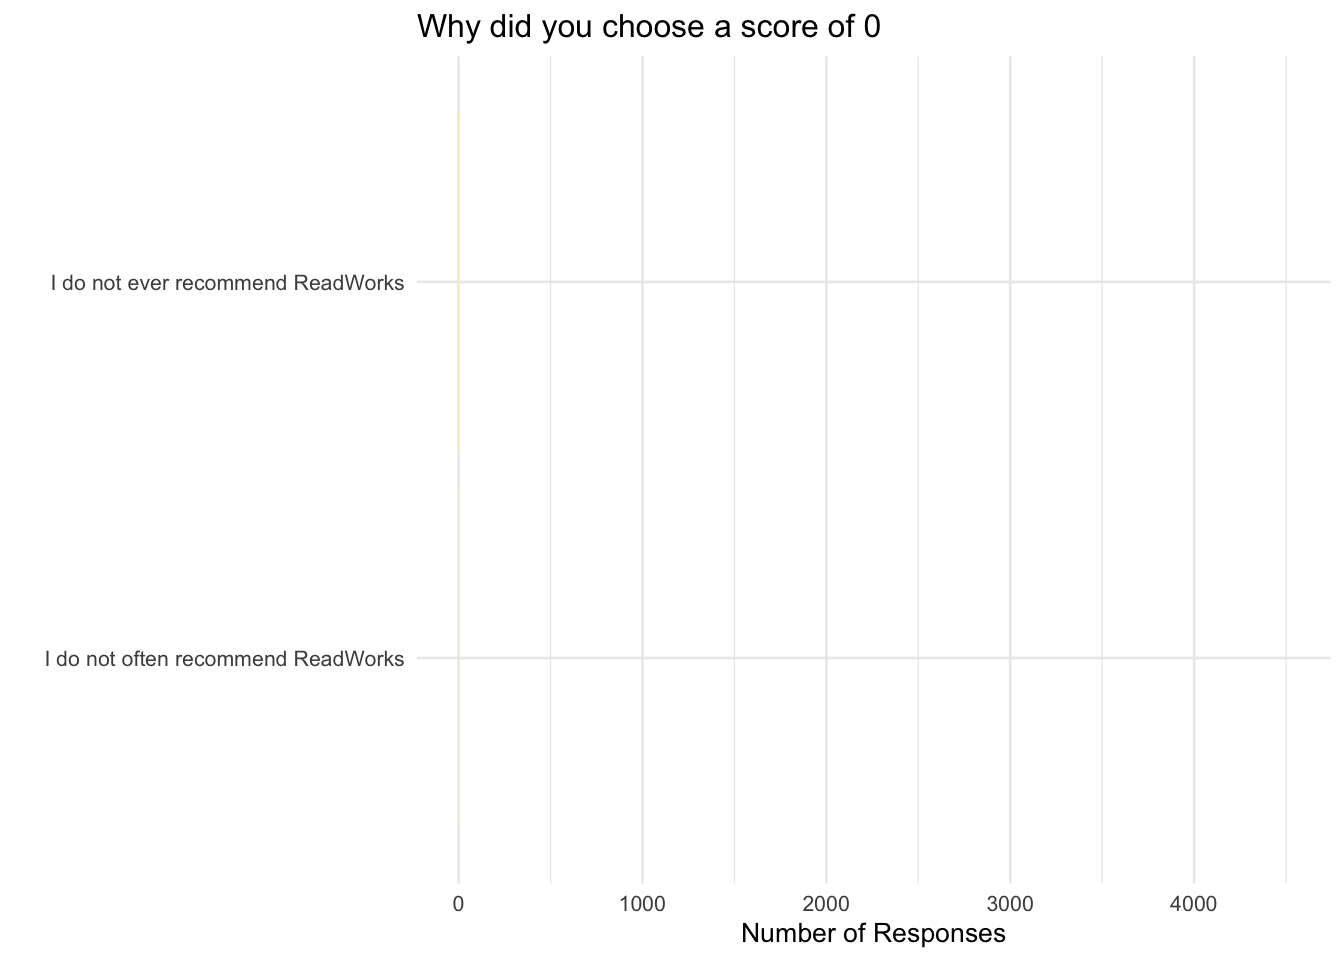 Why did you choose a score of 0
I do not ever recommend ReadWorks
I do not often recommend ReadWorks
0 1000 2000 3000 4000
Number of Responses